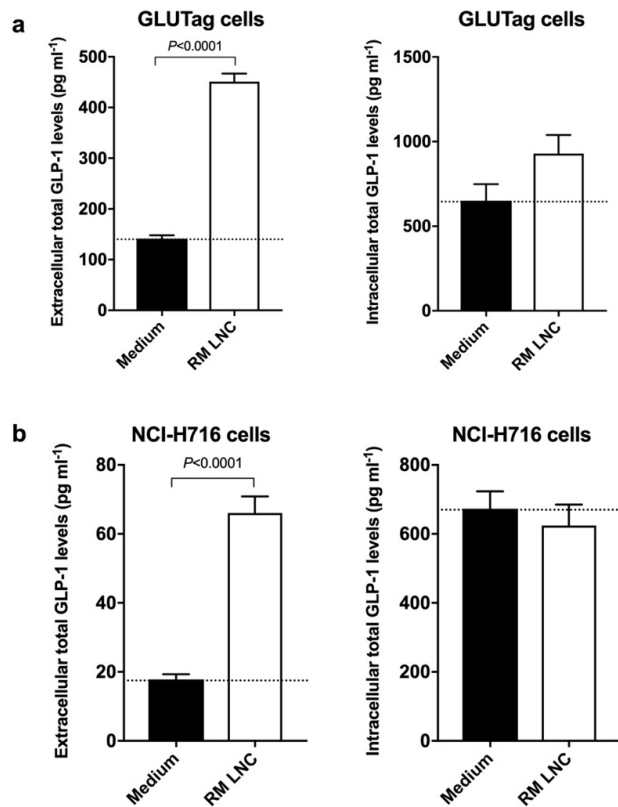 a
GLUTag cells
Extracellular total GLP-1 levels (pg ml⁻¹)
500
400
300
200
100
0
P<0.0001
Medium
RM LNC
GLUTag cells
Intracellular total GLP-1 levels (pg ml⁻¹)
1500
1000
500
0
Medium
RM LNC
b
NCI-H716 cells
Extracellular total GLP-1 levels (pg ml⁻¹)
80
60
40
20
0
P<0.0001
Medium
RM LNC
NCI-H716 cells
Intracellular total GLP-1 levels (pg ml⁻¹)
800
600
400
200
0
Medium
RM LNC